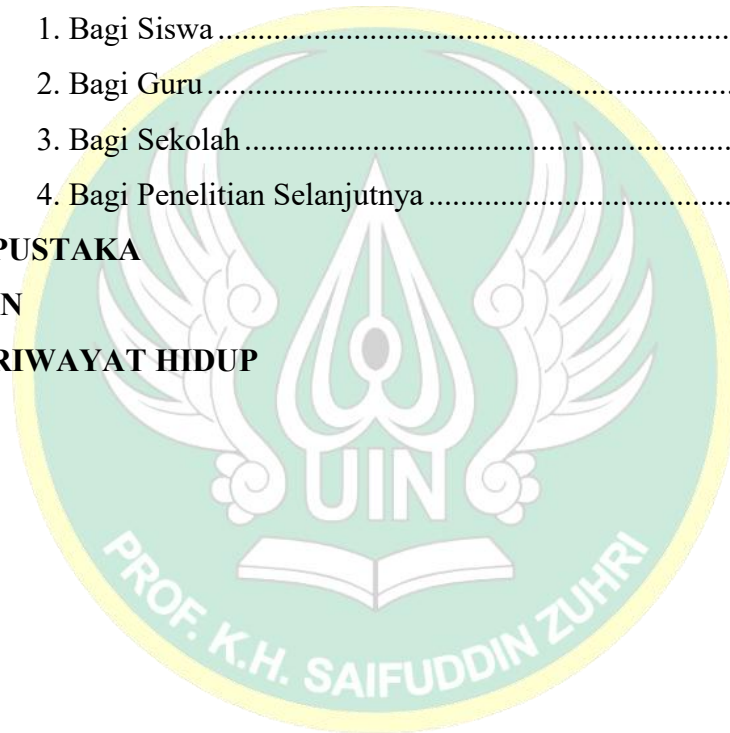 1. Bagi Siswa ................................................................
2. Bagi Guru ................................................................
3. Bagi Sekolah ................................................................
4. Bagi Penelitian Selanjutnya ......................................
PUSTAKA
N
RIWAYAT HIDUP
UIN
PROF. K.H. SAIFUDDIN ZUHRI